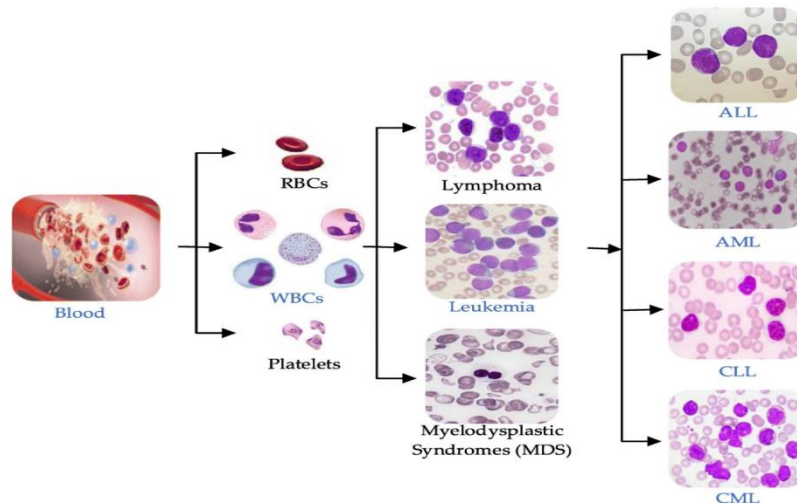 Blood
RBCs
WBCs
Platelets
Lymphoma
Leukemia
Myelodysplastic
Syndromes (MDS)
ALL
AML
CLL
CML